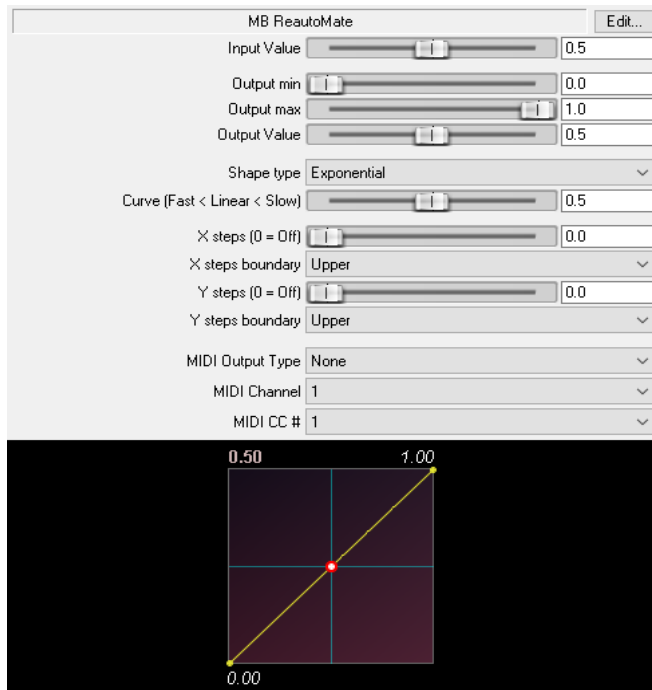 MB ReautoMate Edit...
Input Value 0.5
Output min 0.0
Output max 1.0
Output Value 0.5
Shape type Exponential
Curve (Fast < Linear < Slow) 0.5
X steps (0 = Off) 0.0
X steps boundary Upper
Y steps (0 = Off) 0.0
Y steps boundary Upper
MIDI Output Type None
MIDI Channel 1
MIDI CC # 1
0.50 1.00
0.00